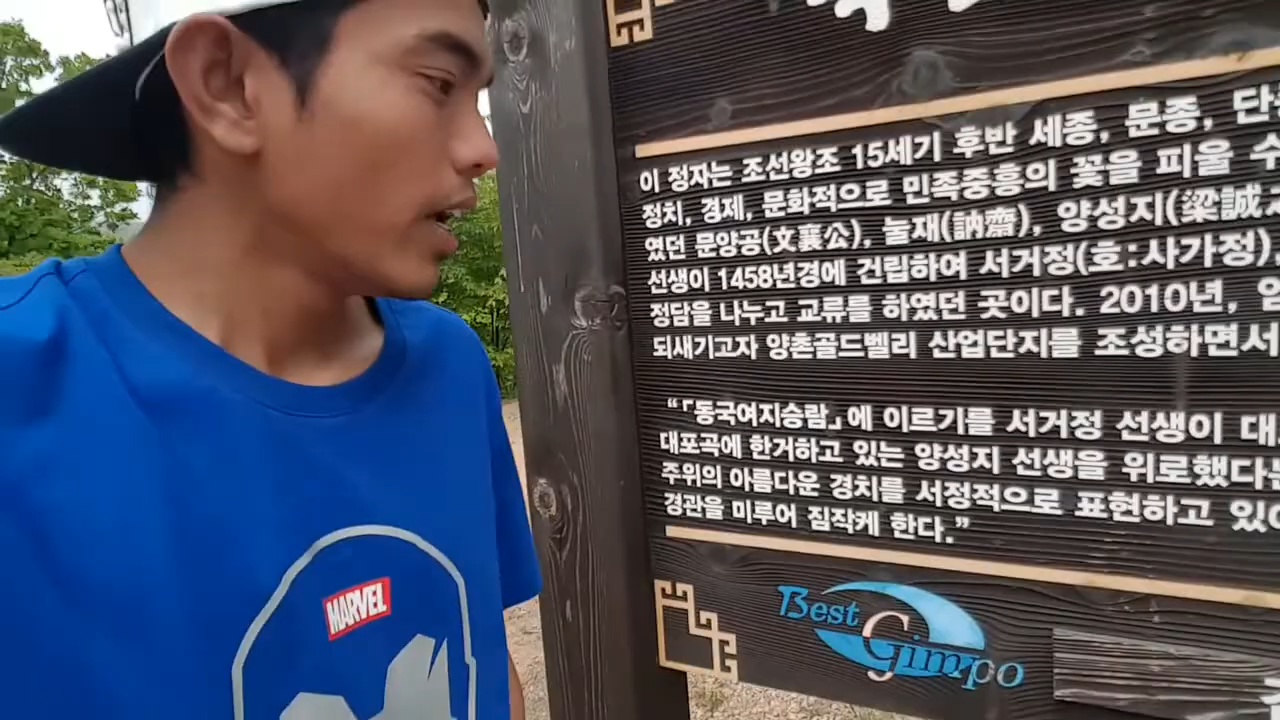 이 정자는 조선왕조 15세기 후반 세종, 문종,
정치, 경제, 문화적으로 민족중흥의 꽃을 피울
였던 문양공(文襄公), 눌재(訥齋), 양성지(梁誠
선생이 1458년경에 건립하여 서거정(호:사가정),
정담을 나누고 교류를 하였던 곳이다. 2010년,
되새기고자 양촌골드벨리 산업단지를 조성하면서
“「동국여지승람」에 이르기를 서거정 선생이
대포곡에 한거하고 있는 양성지 선생을 위로했다
주위의 아름다운 경치를 서정적으로 표현하고
경관을 미루어 짐작케 한다.”
MARVEL
Best
Gimpo